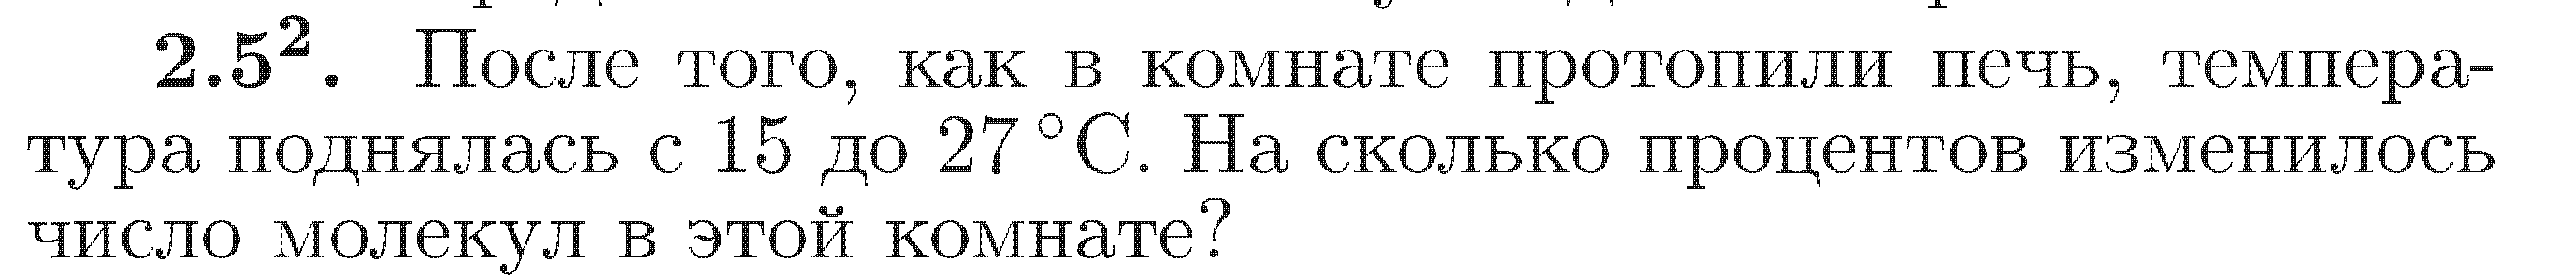 2.5². После того, как в комнате протопили печь, темпера-
тура поднялась с 15 до 27 °C. На сколько процентов изменилось
число молекул в этой комнате?